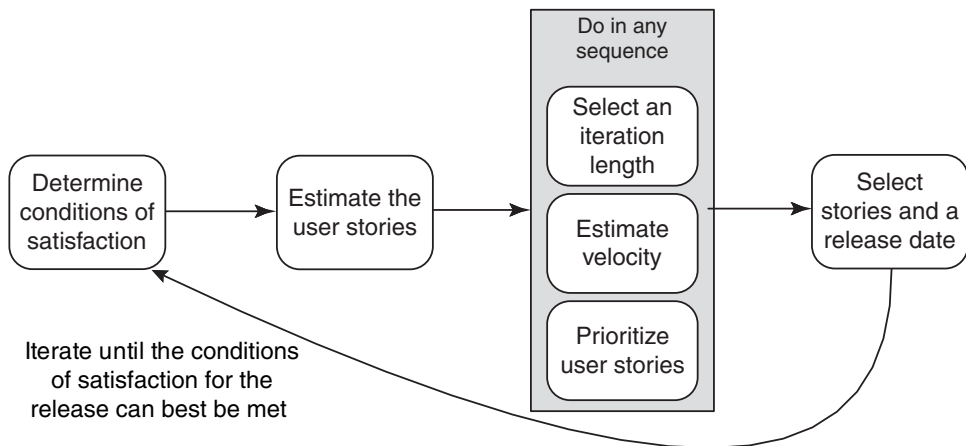 Do in any
sequence
Select an
iteration
length
Determine
conditions of
satisfaction
Estimate the
user stories
Estimate
velocity
Select
stories and a
release date
Prioritize
user stories
Iterate until the conditions
of satisfaction for the
release can best be met